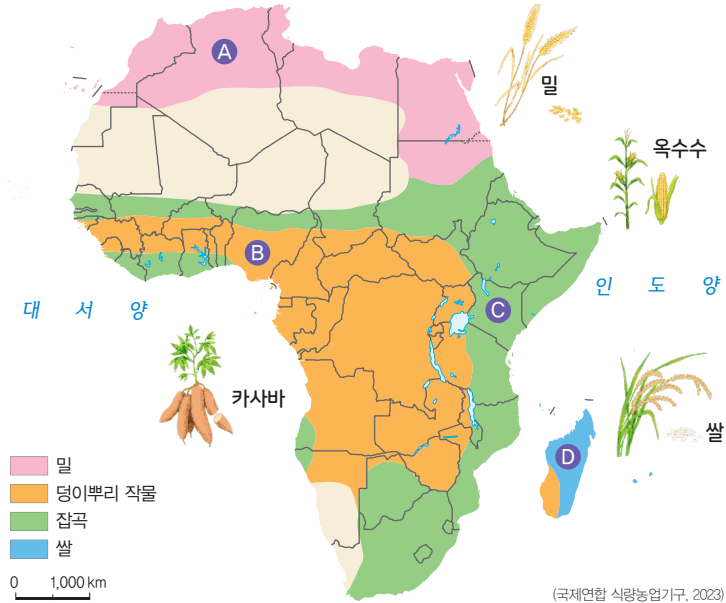 A
밀
옥수수
B
C
대 서 양
인 도 양
카사바
쌀
D
밀
덩이뿌리 작물
잡곡
쌀
0 1,000 km
(국제연합 식량농업기구, 2023)